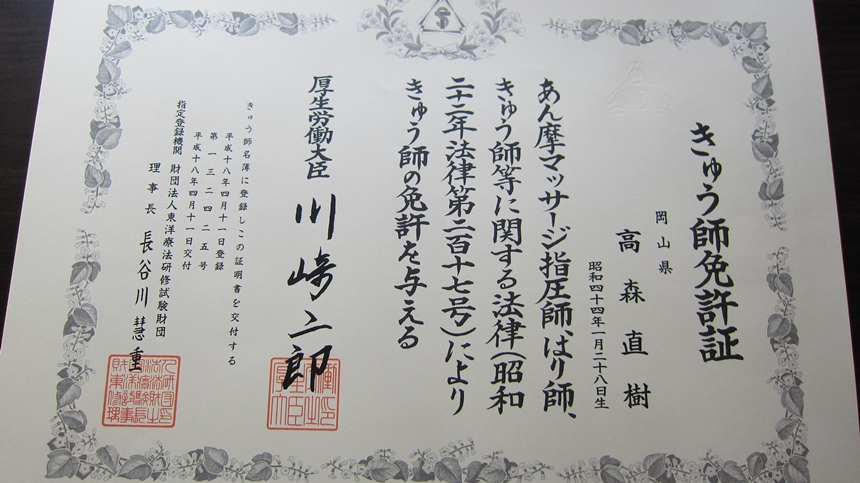 きゅう師免許証
岡山県
高森直樹
昭和四十四年一月二十八日生
あん摩マッサージ指圧師、はり師、
きゅう師等に関する法律(昭和
二十二年法律第二百十七号)により
きゅう師の免許を与える
厚生労働大臣 川崎二郎
きゅう師名簿に登録しこの証明書を交付する
平成十八年四月十一日登録
第一三二四二五号
平成十八年四月十一日交付
指定登録機関 財団法人東洋療法研修試験財団
理事長 長谷川慧重